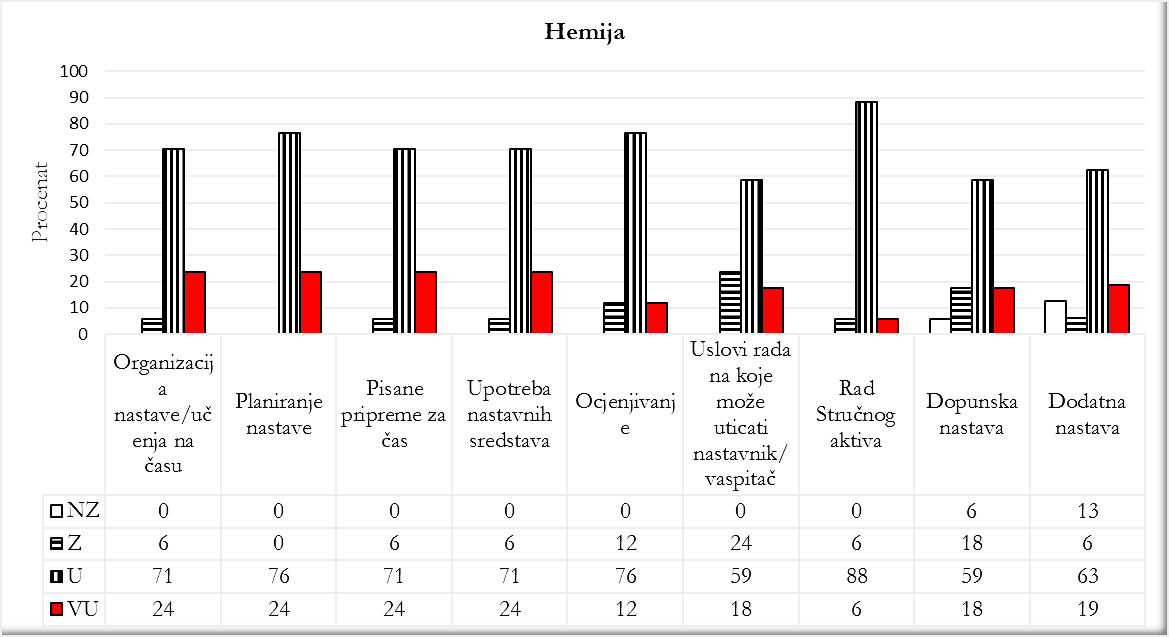 Hemija
Procenat
100
90
80
70
60
50
40
30
20
10
0
Organizacij
a
nastave/uč
enja na
času
Planiranje
nastave
Pisane
pripreme za
čas
Upotreba
nastavnih
sredstava
Ocjenjivanj
e
Uslovi rada
na koje
može
uticati
nastavnik/
vaspitač
Rad
Stručnog
aktiva
Dopunska
nastava
Dodatna
nastava
NZ 0 0 0 0 0 0 0 6 13
Z 6 0 6 6 12 24 6 18 6
U 71 76 71 71 76 59 88 59 63
VU 24 24 24 24 12 18 6 18 19